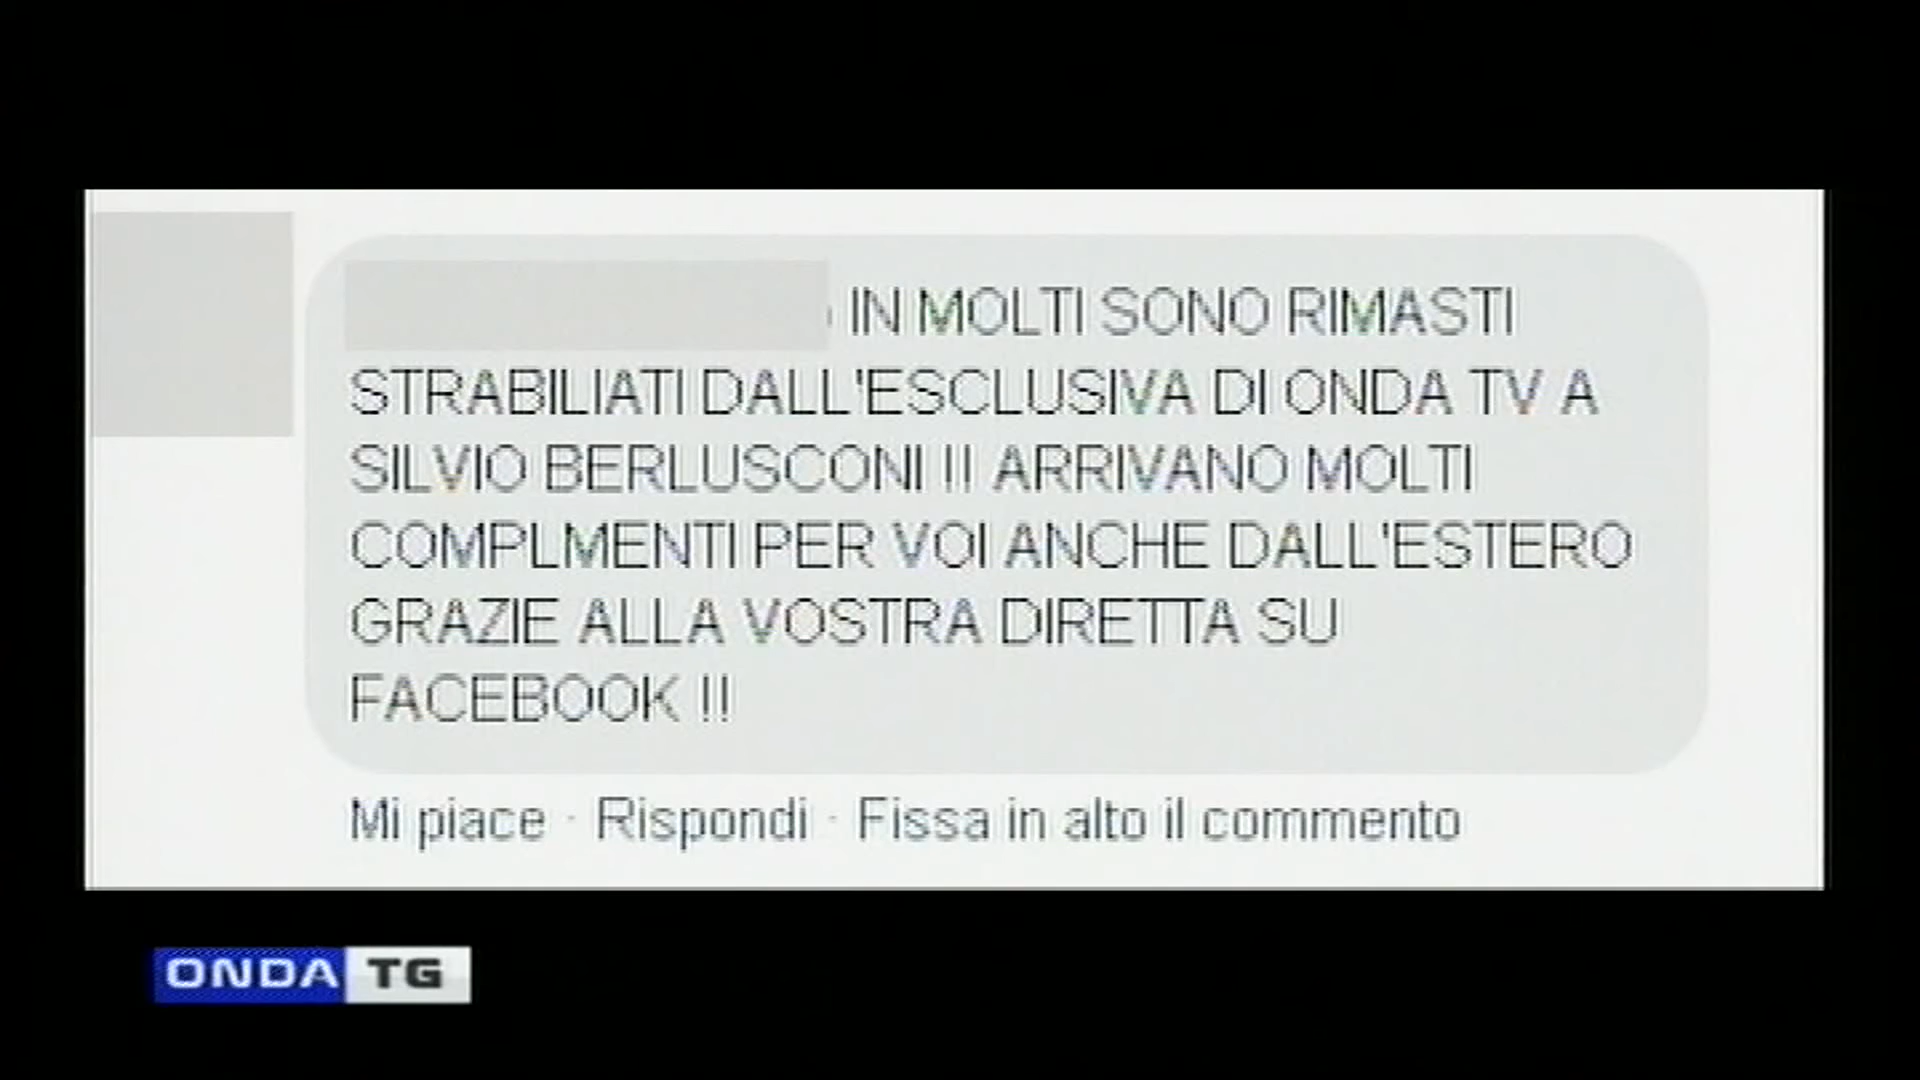 IN MOLTI SONO RIMASTI
STRABILIATI DALL'ESCLUSIVA DI ONDA TV A
SILVIO BERLUSCONI !! ARRIVANO MOLTI
COMPLMENTI PER VOI ANCHE DALL'ESTERO
GRAZIE ALLA VOSTRA DIRETTA SU
FACEBOOK !!
Mi piace · Rispondi · Fissa in alto il commento
ONDA TG